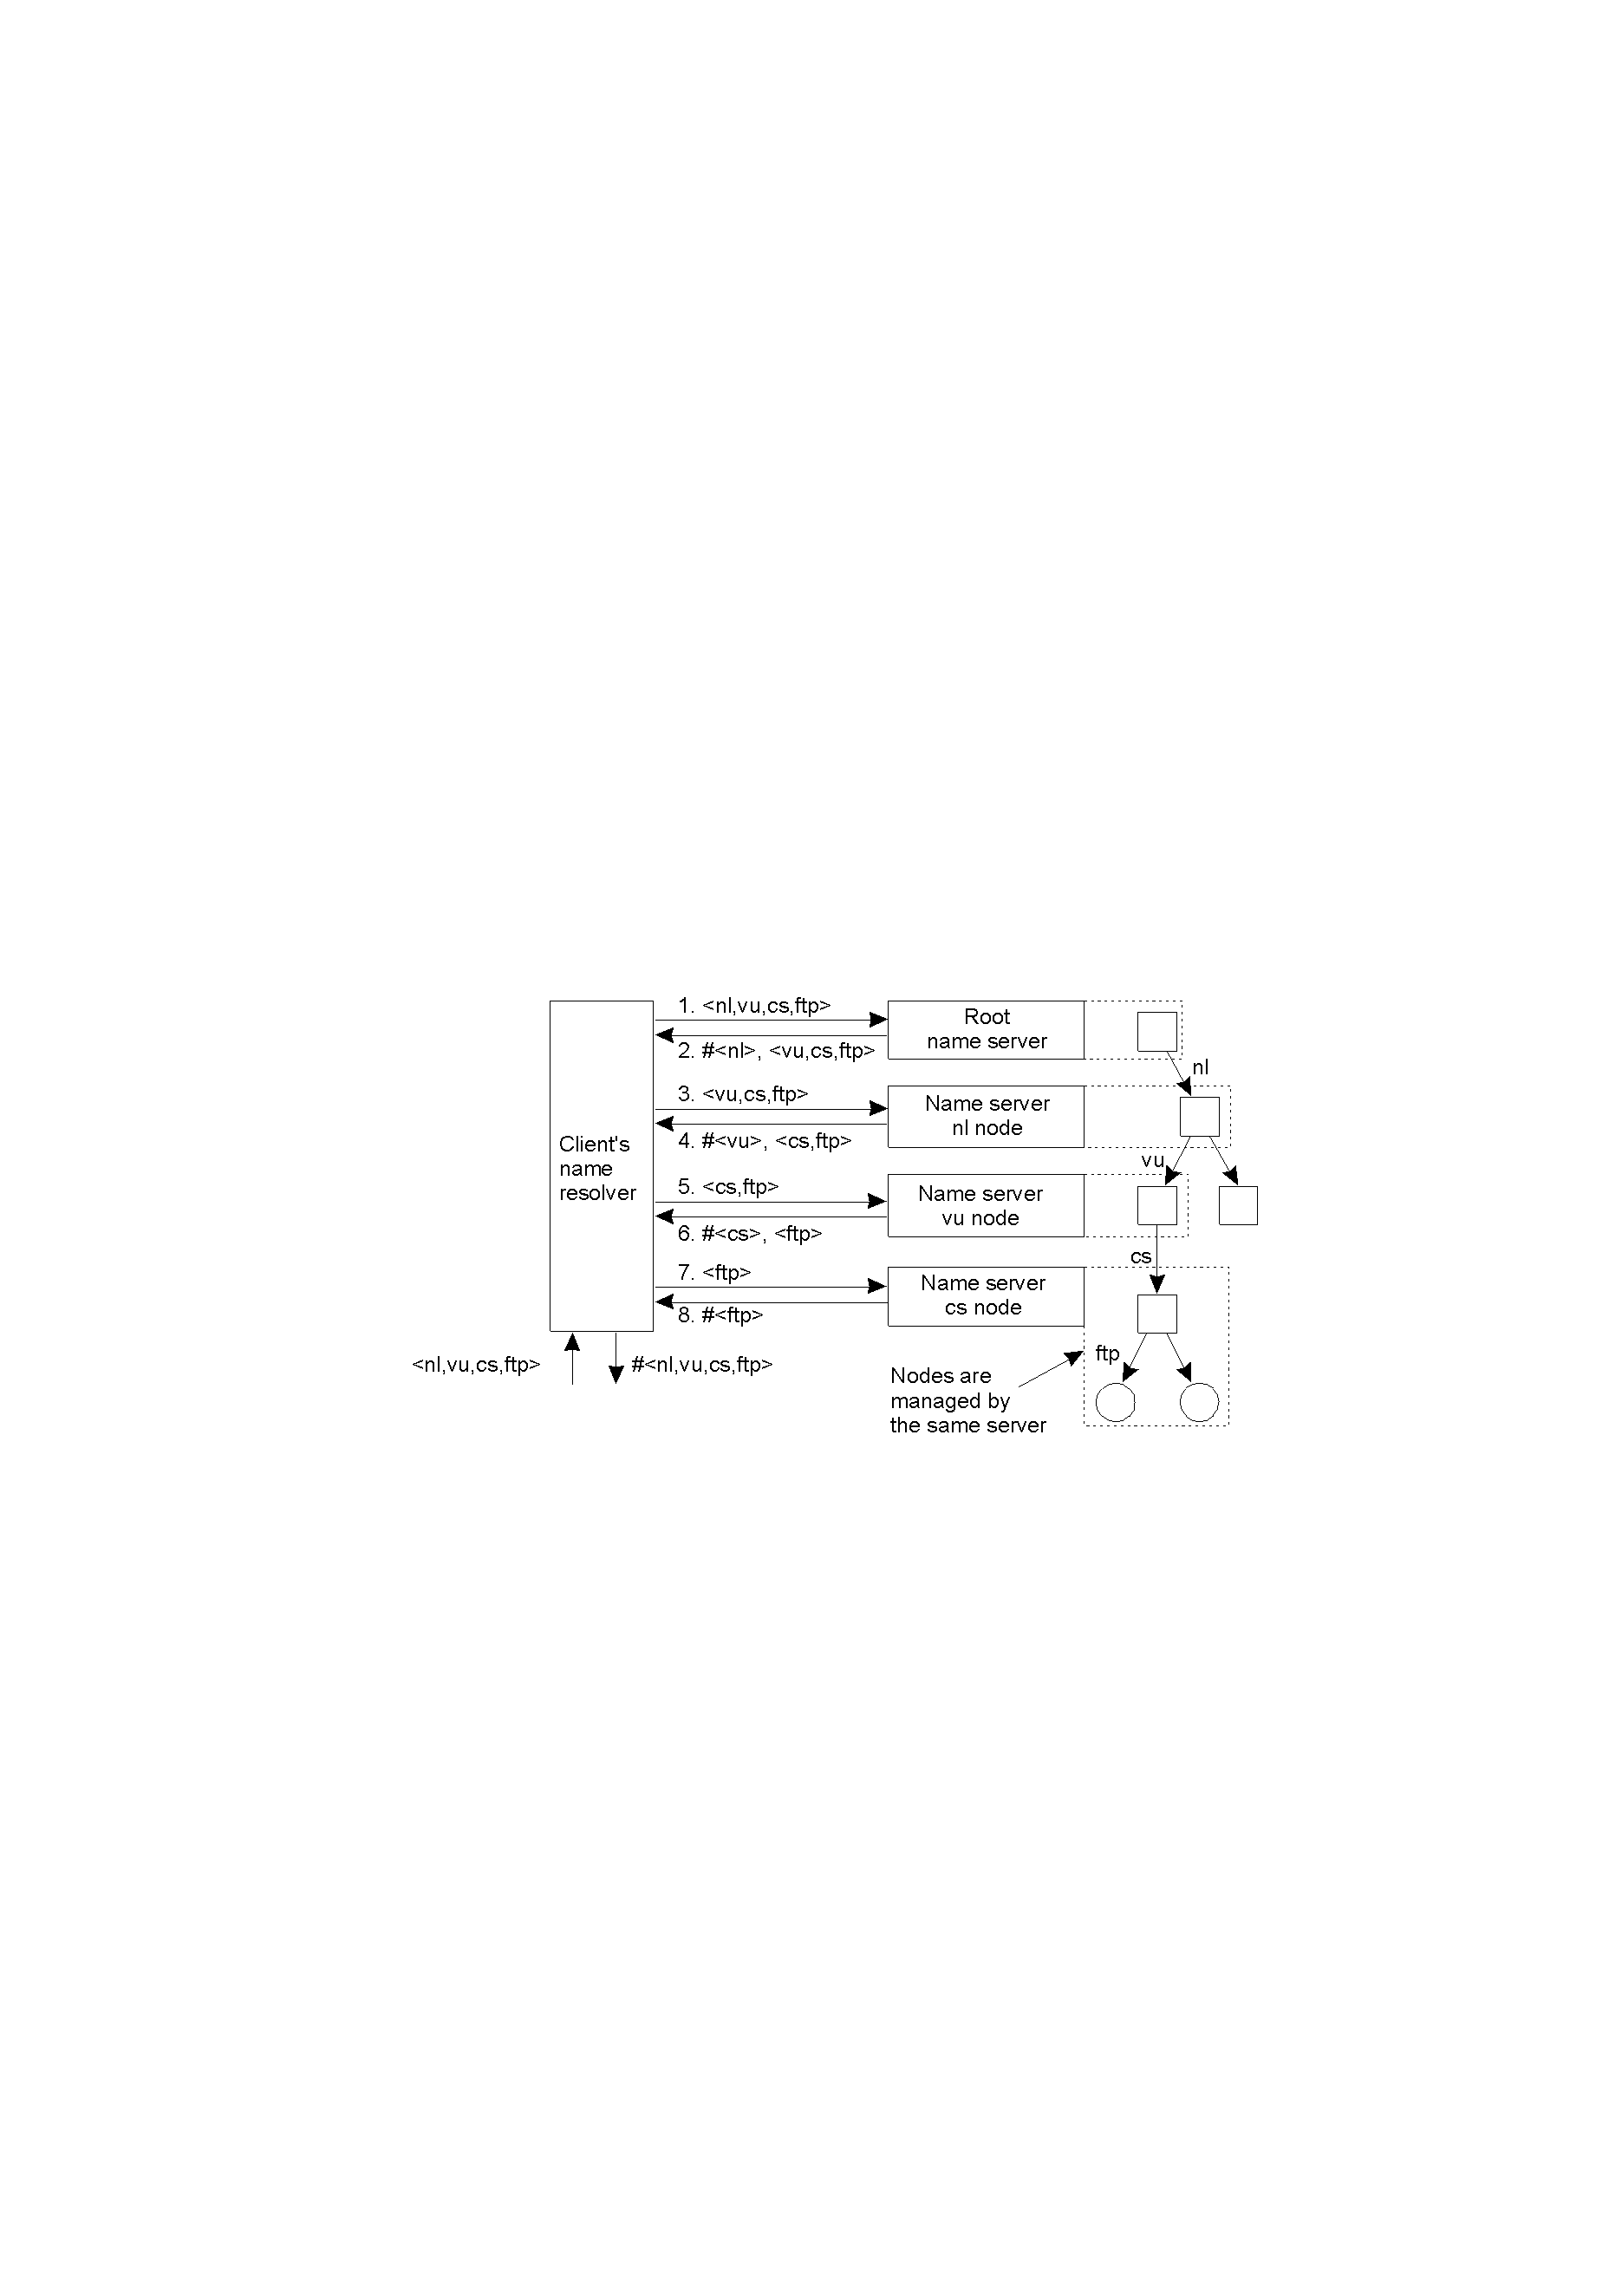 1. <nl,vu,cs,ftp>
2. #<nl>, <vu,cs,ftp>
3. <vu,cs,ftp>
4. #<vu>, <cs,ftp>
5. <cs,ftp>
6. #<cs>, <ftp>
7. <ftp>
8. #<ftp>
Client's
name
resolver
<nl,vu,cs,ftp>
#<nl,vu,cs,ftp>
Root
name server
Name server
nl node
Name server
vu node
Name server
cs node
nl
vu
cs
ftp
Nodes are
managed by
the same server